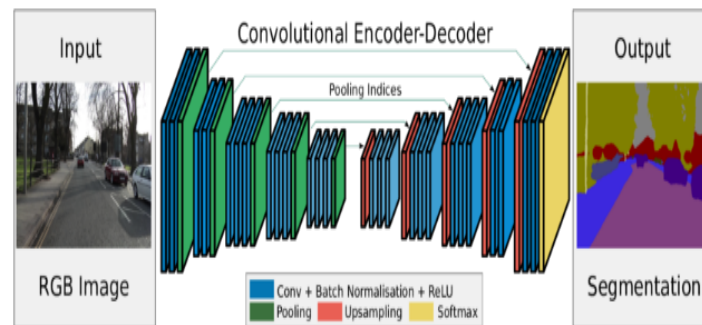 Input
Convolutional Encoder-Decoder
Output
Pooling Indices
RGB Image
Segmentation
Conv + Batch Normalisation + ReLU
Pooling
Upsampling
Softmax